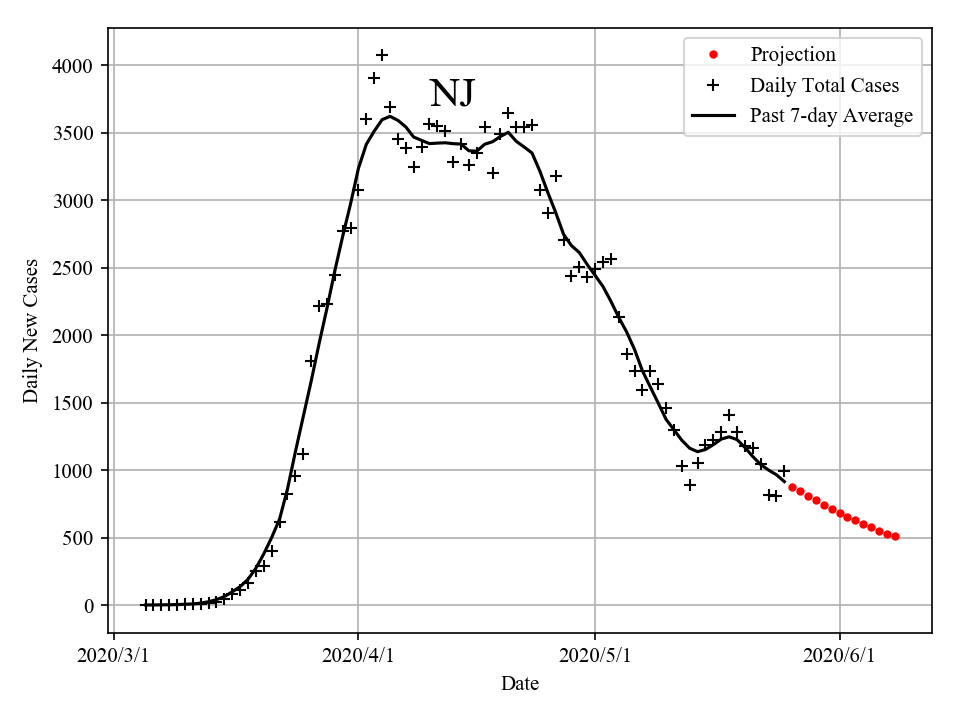 NJ
Projection
Daily Total Cases
Past 7-day Average
Daily New Cases
4000
3500
3000
2500
2000
1500
1000
500
0
2020/3/1 2020/4/1 2020/5/1 2020/6/1
Date